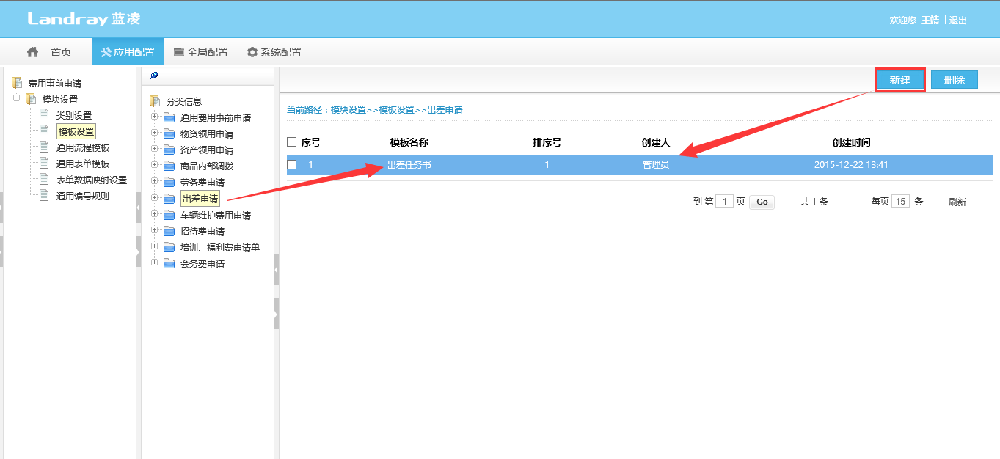 Landray 蓝凌
欢迎您 王婧 | 退出
首页 应用配置 全局配置 系统配置
费用事前申请
模块设置
类别设置
模板设置
通用流程模板
通用表单模板
表单数据映射设置
通用编号规则
分类信息
通用费用事前申请
物资领用申请
资产领用申请
商品内部调拨
劳务费申请
出差申请
车辆维护费用申请
招待费申请
培训、福利费申请单
会务费申请
新建 删除
当前路径：模块设置>>模板设置>>出差申请
序号 模板名称 排序号 创建人 创建时间
1 出差任务书 1 管理员 2015-12-22 13:41
到 第 1 页 Go 共 1 条 每页 15 条 刷新